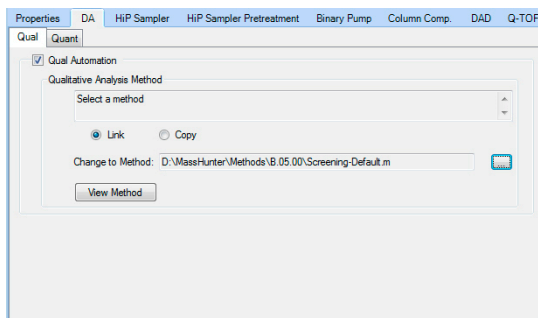 Properties DA HiP Sampler HiP Sampler Pretreatment Binary Pump Column Comp. DAD Q-TOF
Qual Quant
Qual Automation
Qualitative Analysis Method
Select a method
Link Copy
Change to Method: D:\MassHunter\Methods\B.05.00\Screening-Default.m ...
View Method